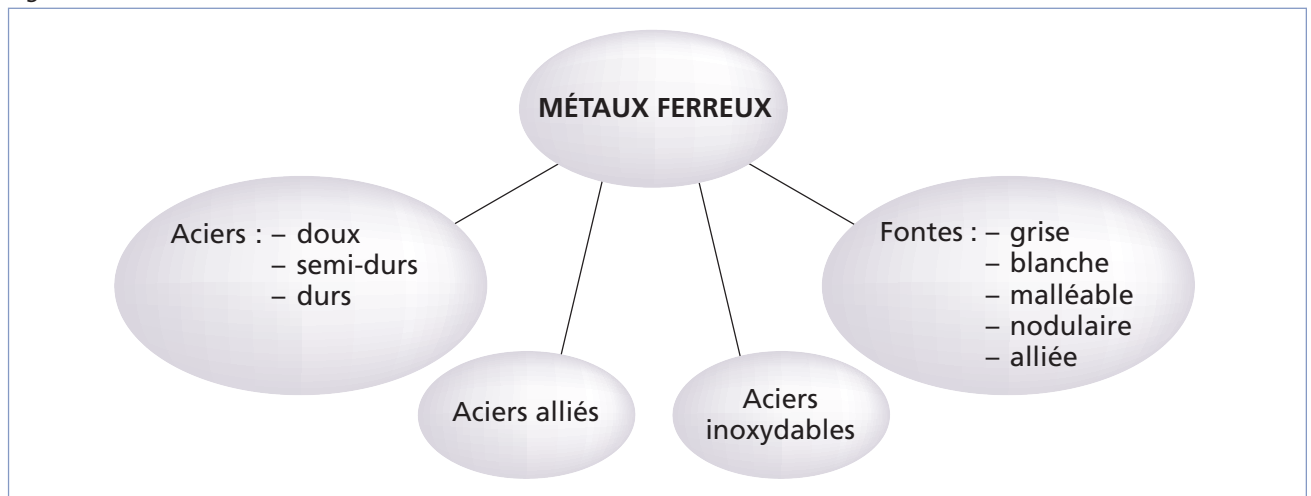 MÉTAUX FERREUX
Aciers : – doux
– semi-durs
– durs
Fontes : – grise
– blanche
– malléable
– nodulaire
– alliée
Aciers alliés
Aciers
inoxydables